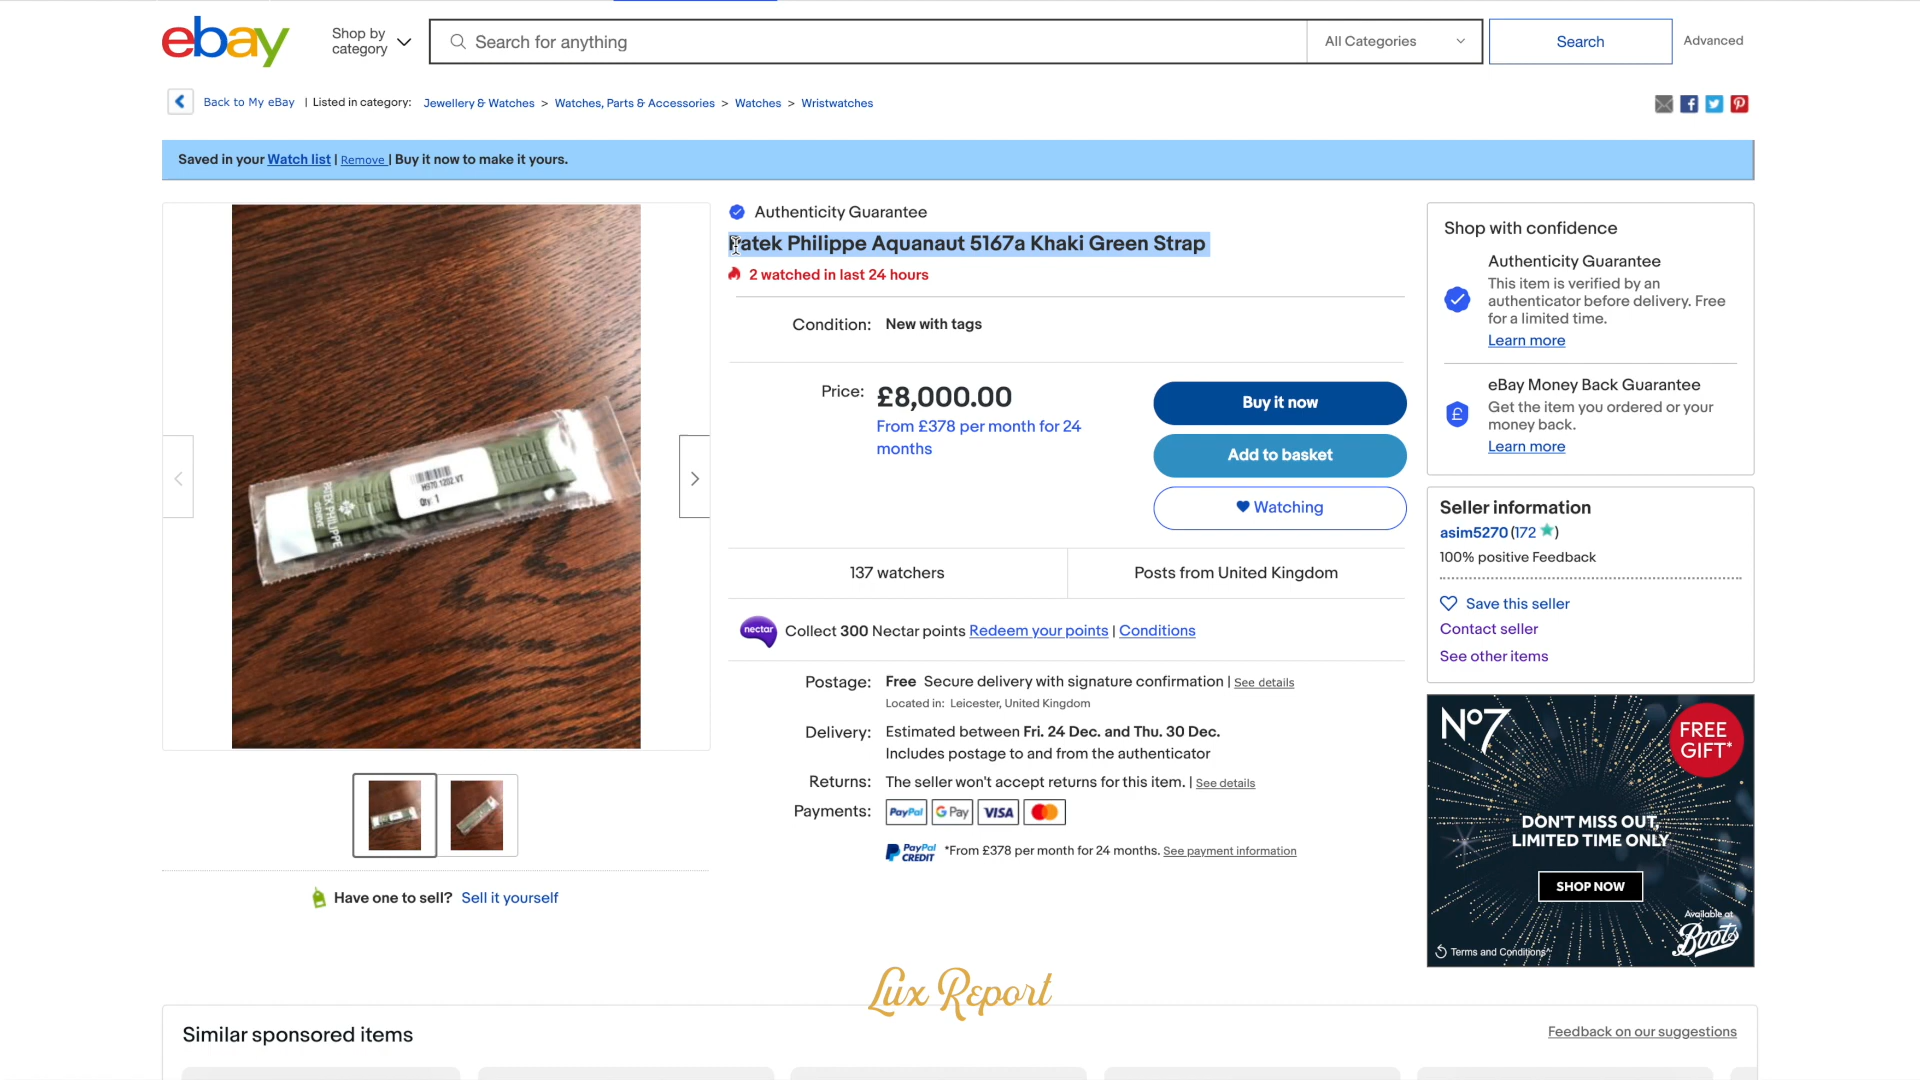 ebay
Shop by
category
Search for anything
All Categories
Search
Advanced
Back to My eBay | Listed in category: Jewellery & Watches > Watches, Parts & Accessories > Watches > Wristwatches
Saved in your Watch list | Remove | Buy it now to make it yours.
Authenticity Guarantee
Patek Philippe Aquanaut 5167a Khaki Green Strap
2 watched in last 24 hours
Condition: New with tags
Price: £8,000.00
From £378 per month for 24
months
Buy it now
Add to basket
Watching
137 watchers
Posts from United Kingdom
nectar Collect 300 Nectar points Redeem your points | Conditions
Postage: Free Secure delivery with signature confirmation | See details
Located in: Leicester, United Kingdom
Delivery: Estimated between Fri. 24 Dec. and Thu. 30 Dec.
Includes postage to and from the authenticator
Returns: The seller won't accept returns for this item. | See details
Payments: PayPal G Pay VISA
PayPal CREDIT *From £378 per month for 24 months. See payment information
PATEK PHILIPPE
GENEVE
H970.1202.VT
Qty: 1
Have one to sell? Sell it yourself
Shop with confidence
Authenticity Guarantee
This item is verified by an
authenticator before delivery. Free
for a limited time.
Learn more
eBay Money Back Guarantee
Get the item you ordered or your
money back.
Learn more
Seller information
asim5270 (172)
100% positive Feedback
Save this seller
Contact seller
See other items
No7
FREE
GIFT*
DON'T MISS OUT,
LIMITED TIME ONLY
SHOP NOW
Available at
Boots
Terms and Conditions*
Lux Report
Similar sponsored items
Feedback on our suggestions